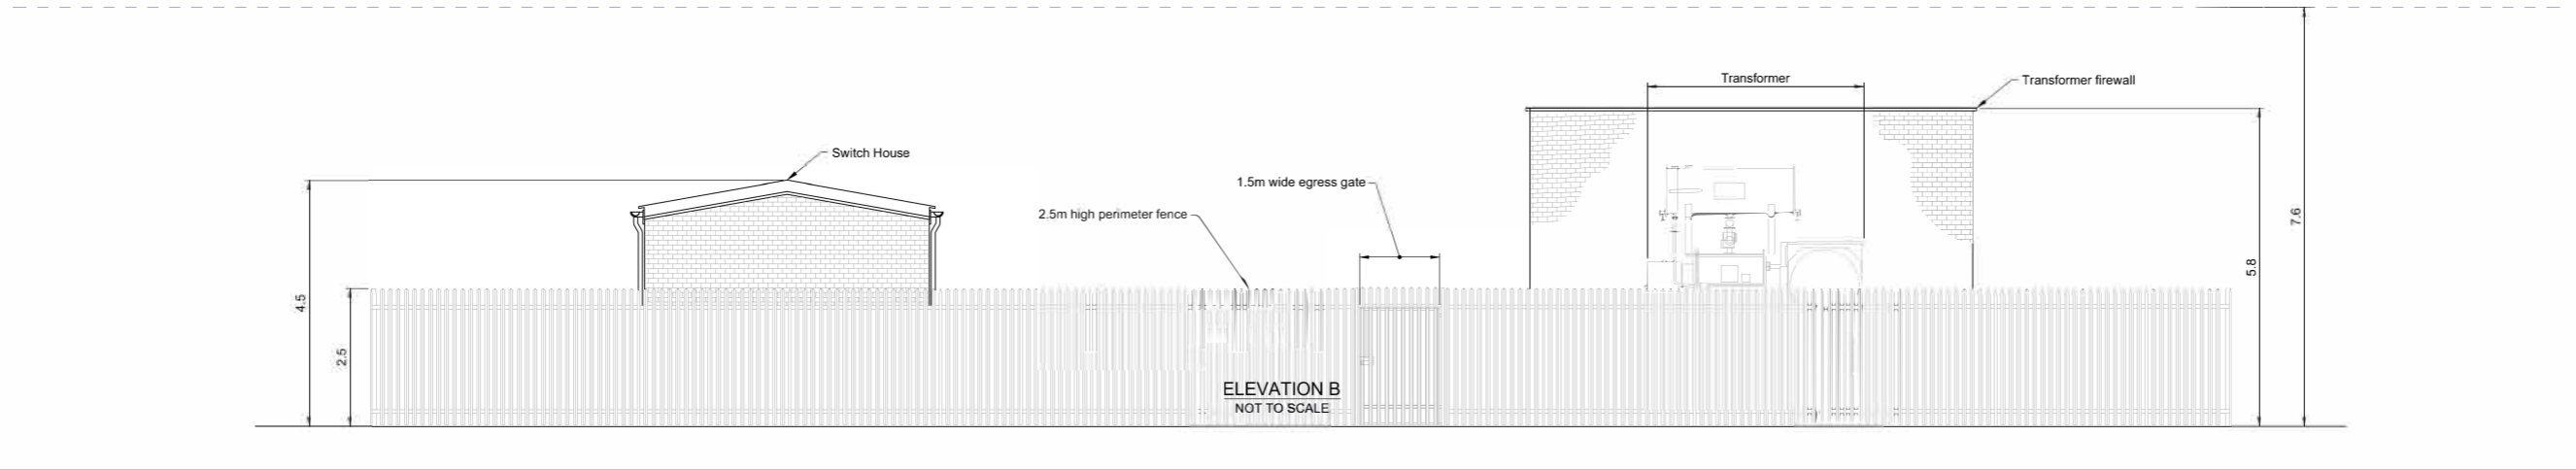 Transformer
Transformer firewall
Switch House
1.5m wide egress gate
2.5m high perimeter fence
7.6
5.8
4.5
2.5
ELEVATION B
NOT TO SCALE